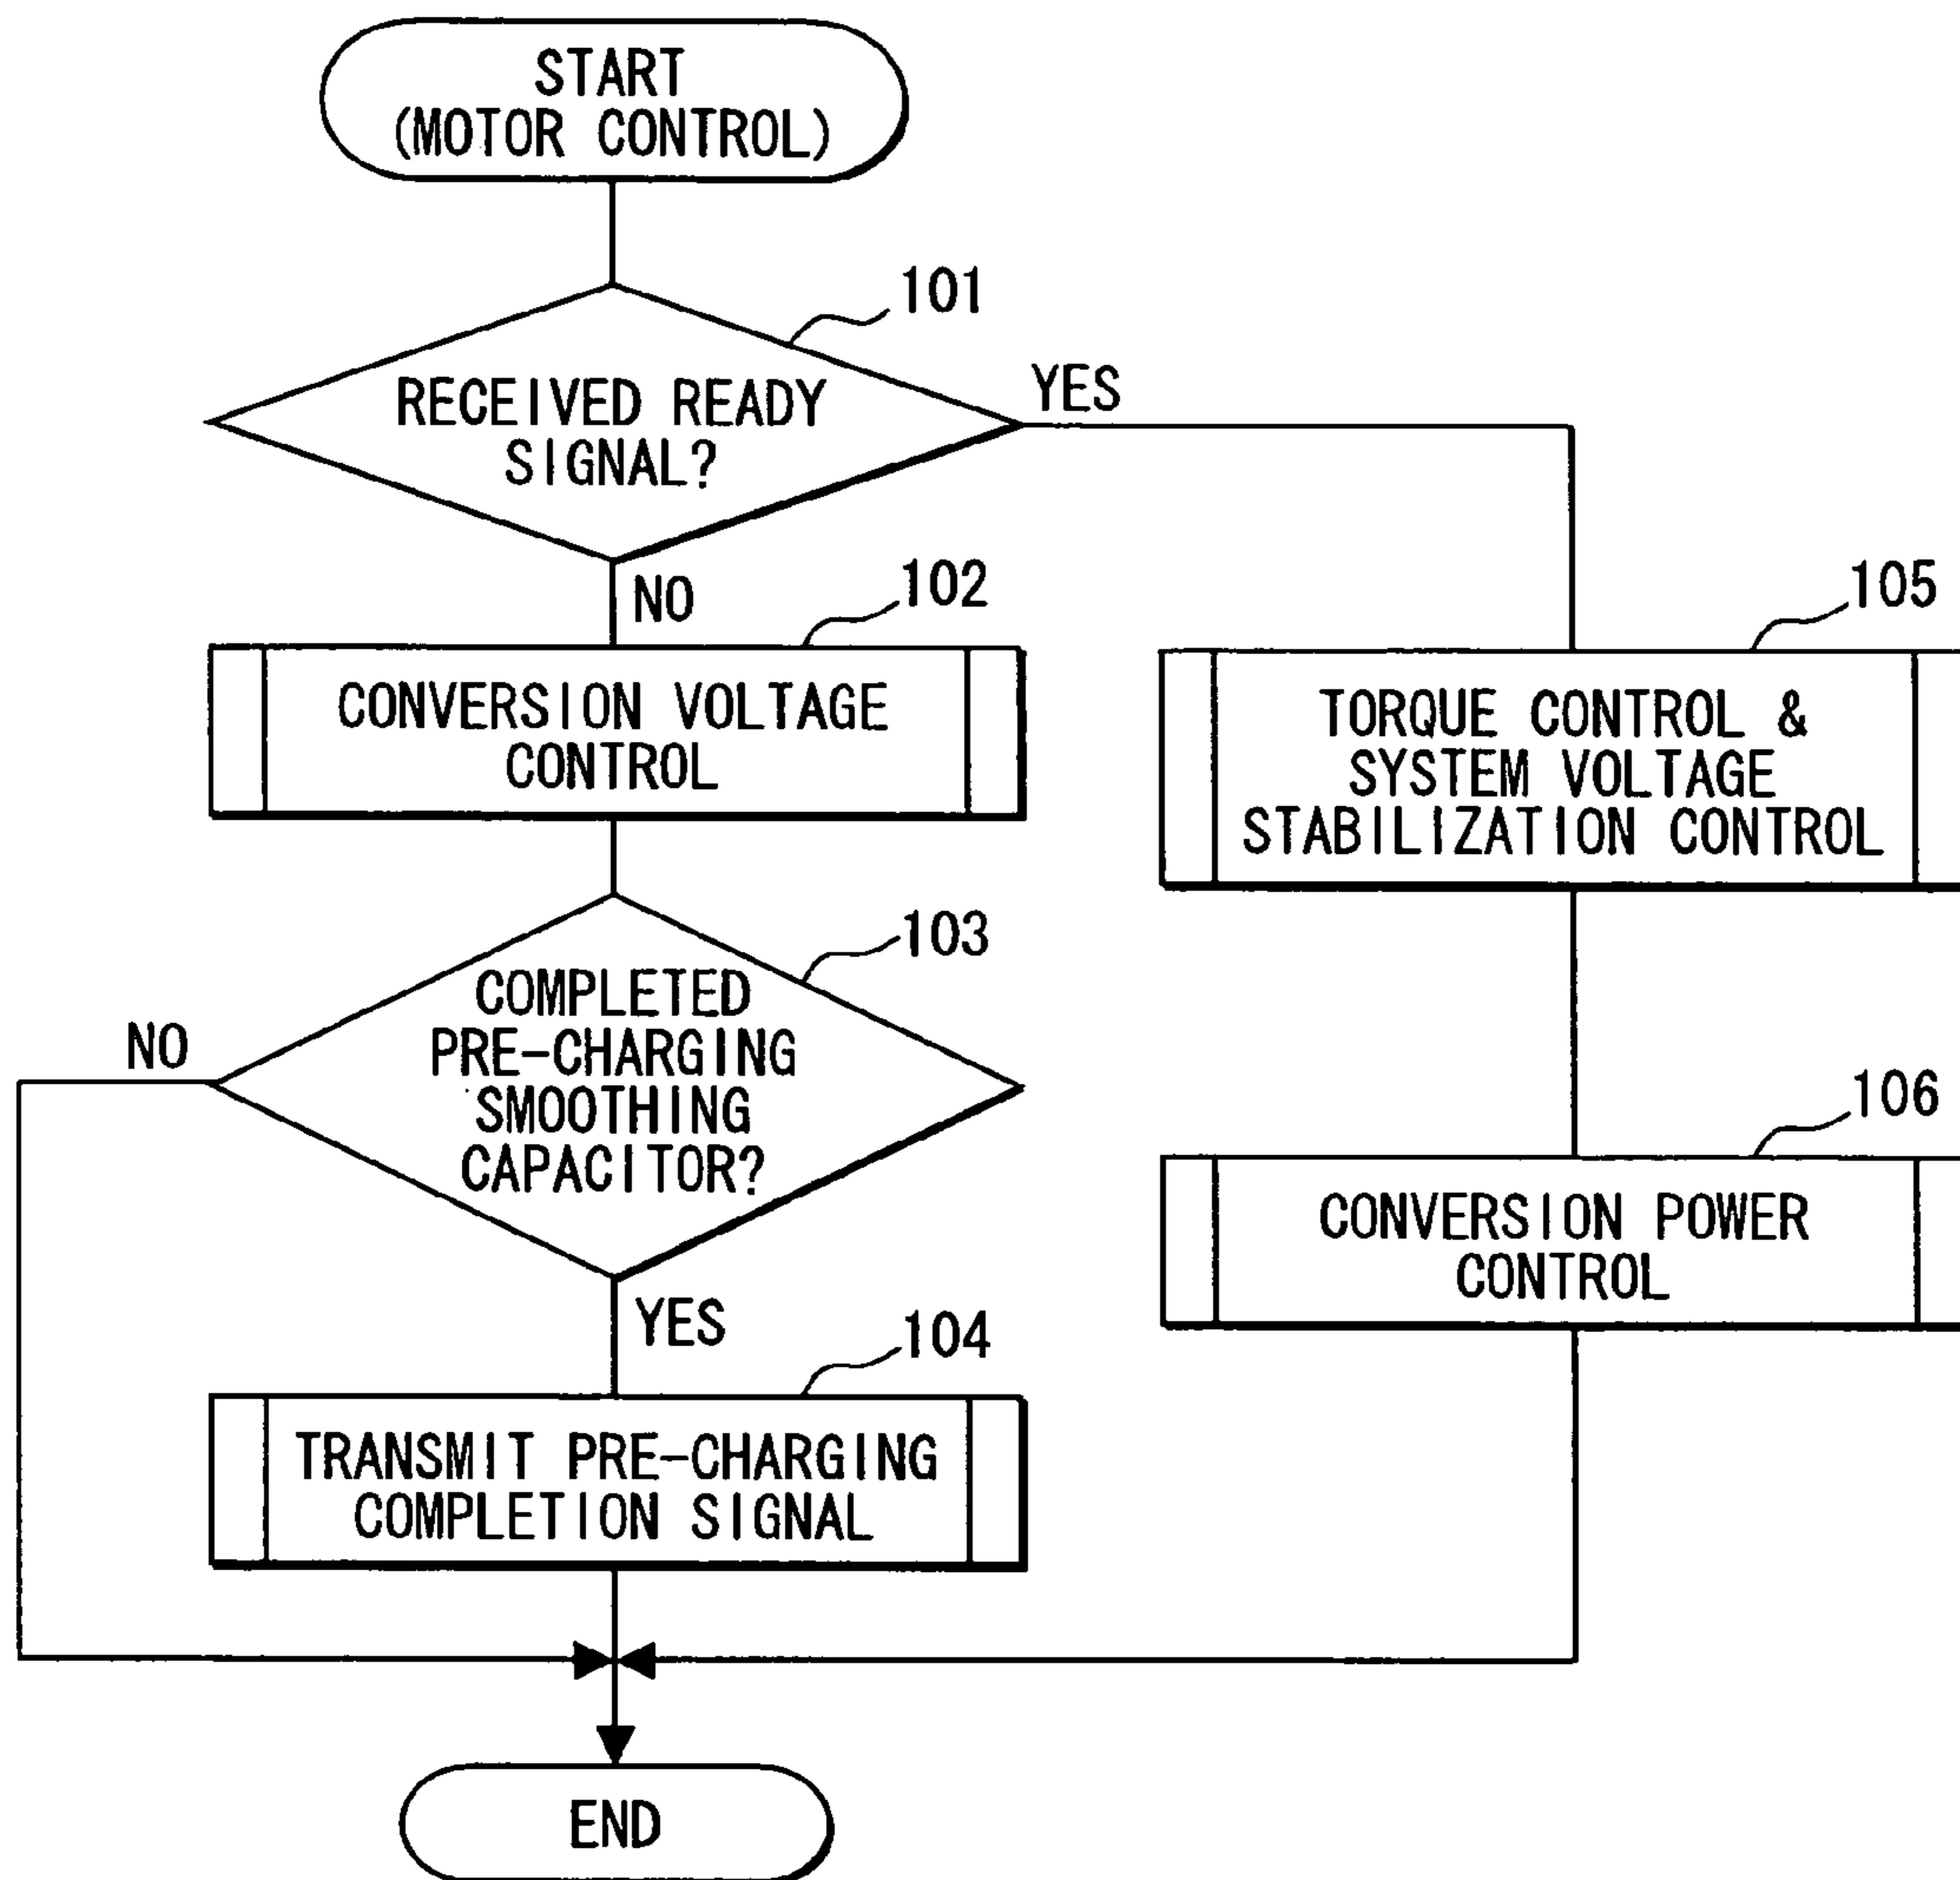 START
(MOTOR CONTROL)
101
RECEIVED READY
SIGNAL?
YES
NO
102
CONVERSION VOLTAGE
CONTROL
103
COMPLETED
PRE-CHARGING
SMOOTHING
CAPACITOR?
NO
YES
104
TRANSMIT PRE-CHARGING
COMPLETION SIGNAL
105
TORQUE CONTROL &
SYSTEM VOLTAGE
STABILIZATION CONTROL
106
CONVERSION POWER
CONTROL
END